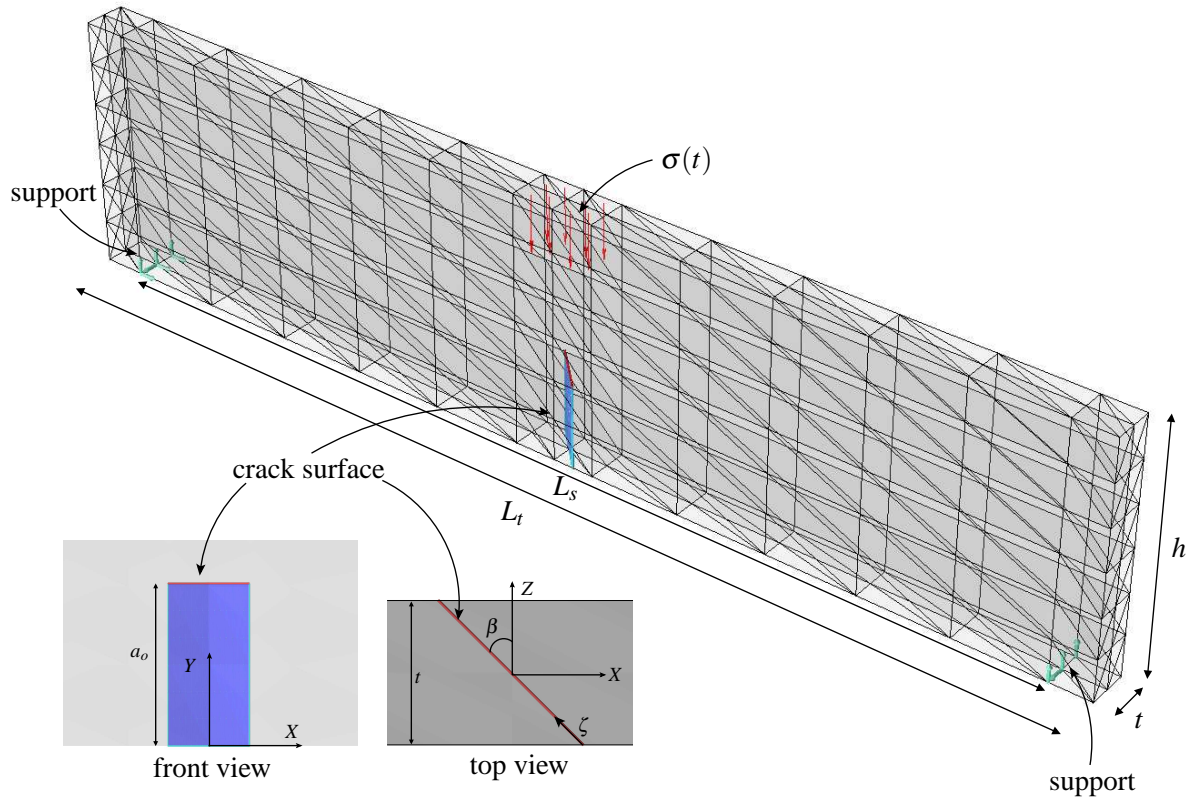 σ(t)
support
crack surface
L_s
L_t
h
t
support
a_o
Y
X
front view
Z
β
X
t
ζ
top view